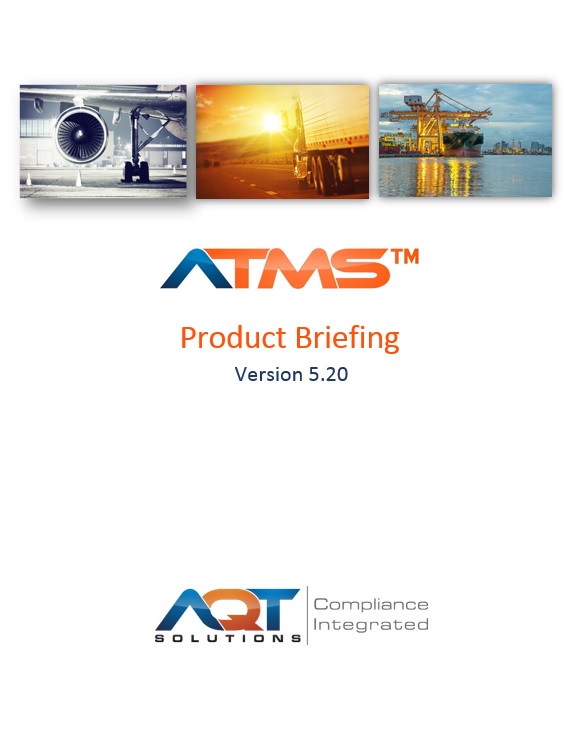 ATMS™
Product Briefing
Version 5.20
AQT
SOLUTIONS
Compliance
Integrated